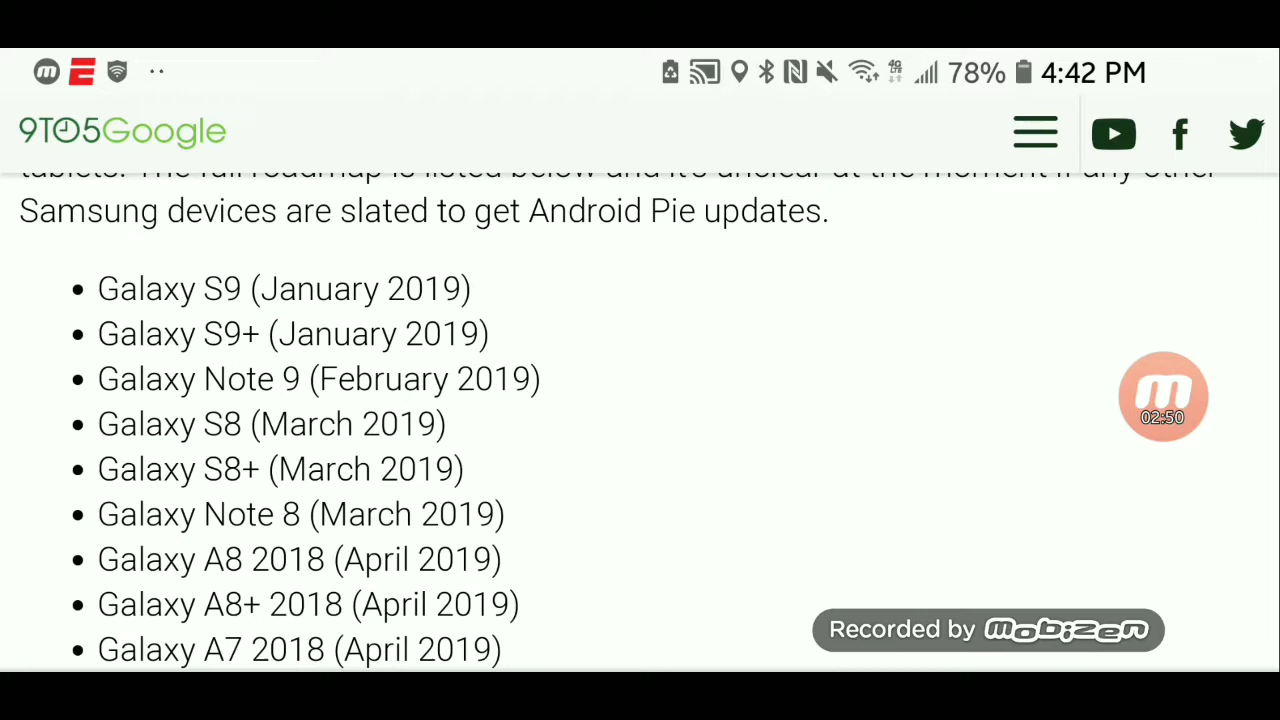 78% 4:42 PM
9TO5Google
Samsung devices are slated to get Android Pie updates.
• Galaxy S9 (January 2019)
• Galaxy S9+ (January 2019)
• Galaxy Note 9 (February 2019)
• Galaxy S8 (March 2019)
• Galaxy S8+ (March 2019)
• Galaxy Note 8 (March 2019)
• Galaxy A8 2018 (April 2019)
• Galaxy A8+ 2018 (April 2019)
• Galaxy A7 2018 (April 2019)
02:50
Recorded by Mobizen